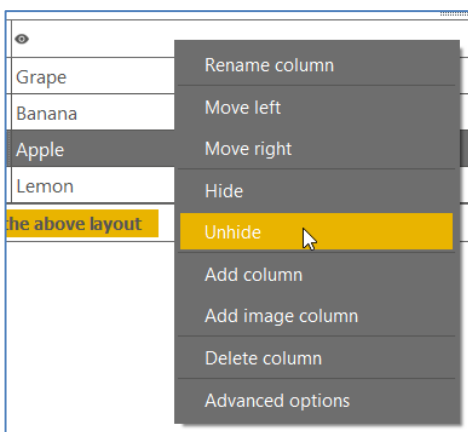 Grape
Banana
Apple
Lemon
the above layout
Rename column
Move left
Move right
Hide
Unhide
Add column
Add image column
Delete column
Advanced options